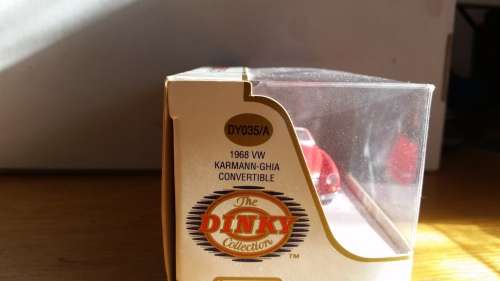 DY035/A
1968 VW
KARMANN-GHIA
CONVERTIBLE
The
DINKY
Collection
TM